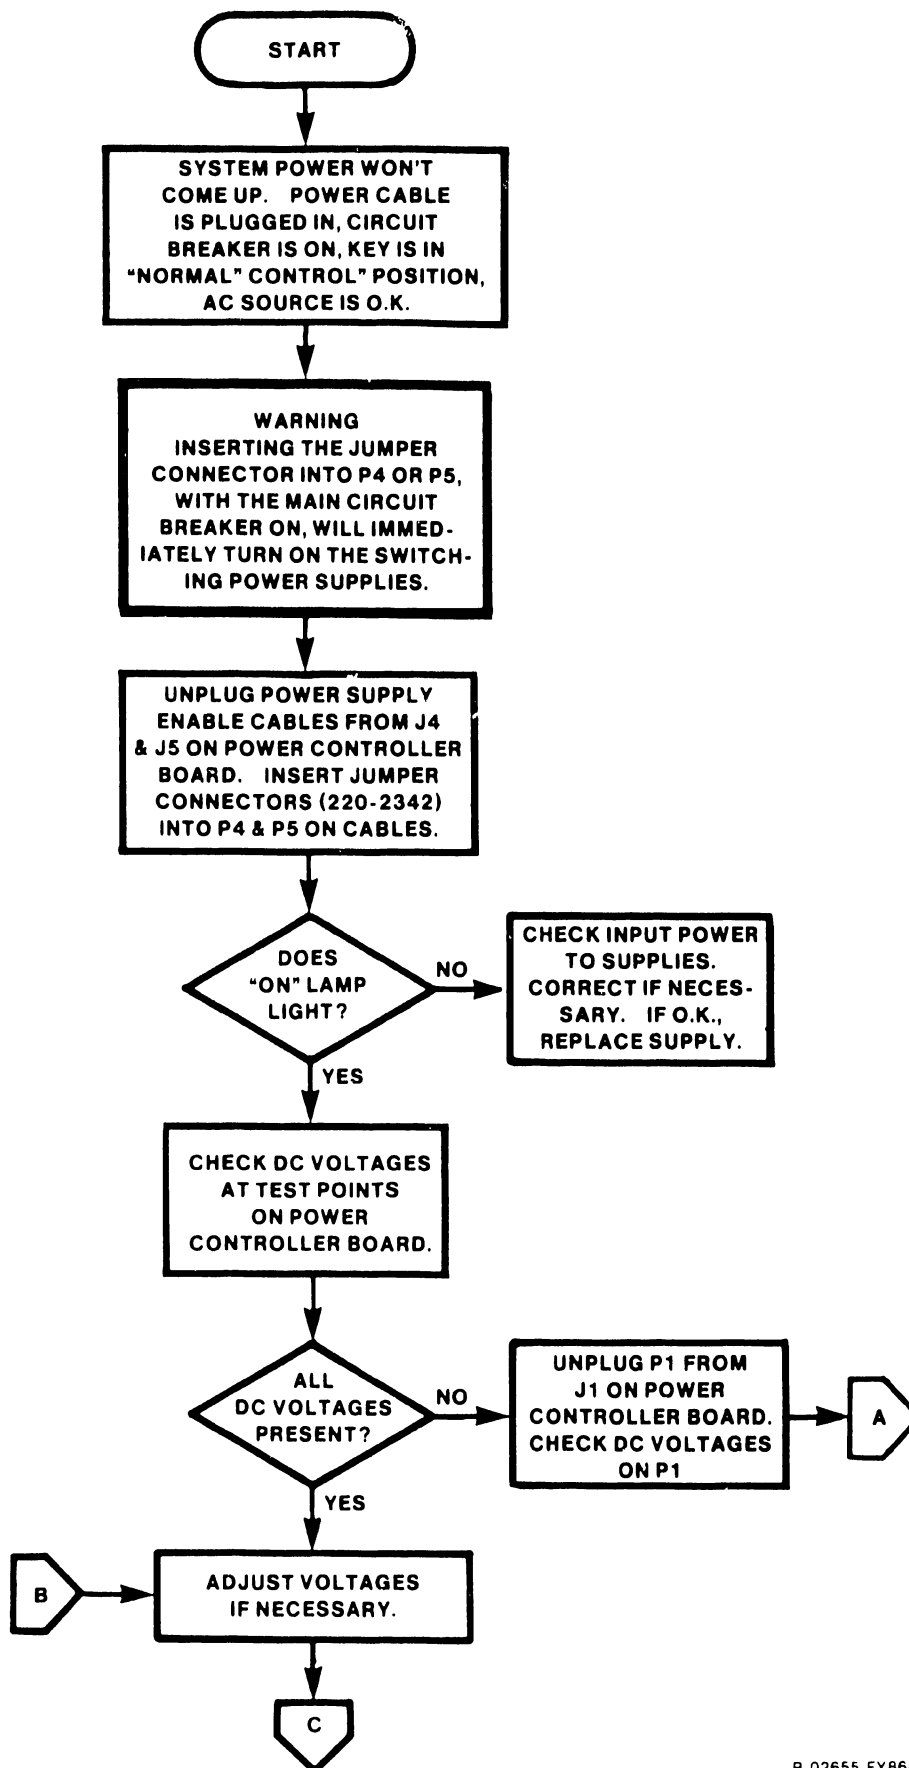 START
SYSTEM POWER WON'T
COME UP. POWER CABLE
IS PLUGGED IN, CIRCUIT
BREAKER IS ON, KEY IS IN
"NORMAL" CONTROL" POSITION,
AC SOURCE IS O.K.
WARNING
INSERTING THE JUMPER
CONNECTOR INTO P4 OR P5,
WITH THE MAIN CIRCUIT
BREAKER ON, WILL IMMED-
IATELY TURN ON THE SWITCH-
ING POWER SUPPLIES.
UNPLUG POWER SUPPLY
ENABLE CABLES FROM J4
& J5 ON POWER CONTROLLER
BOARD. INSERT JUMPER
CONNECTORS (220-2342)
INTO P4 & P5 ON CABLES.
DOES
"ON" LAMP
LIGHT?
NO
CHECK INPUT POWER
TO SUPPLIES.
CORRECT IF NECES-
SARY. IF O.K.,
REPLACE SUPPLY.
YES
CHECK DC VOLTAGES
AT TEST POINTS
ON POWER
CONTROLLER BOARD.
ALL
DC VOLTAGES
PRESENT?
NO
UNPLUG P1 FROM
J1 ON POWER
CONTROLLER BOARD.
CHECK DC VOLTAGES
ON P1
A
YES
B
ADJUST VOLTAGES
IF NECESSARY.
C